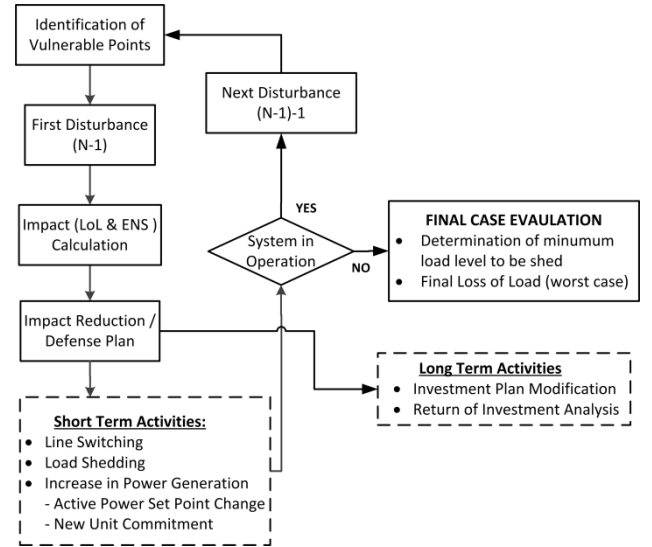 Identification of
Vulnerable Points
First Disturbance
(N-1)
Impact (LoL & ENS )
Calculation
Impact Reduction /
Defense Plan
Short Term Activities:
• Line Switching
• Load Shedding
• Increase in Power Generation
- Active Power Set Point Change
- New Unit Commitment
Next Disturbance
(N-1)-1
YES
System in
Operation
NO
FINAL CASE EVAULATION
• Determination of minumum
load level to be shed
• Final Loss of Load (worst case)
Long Term Activities
• Investment Plan Modification
• Return of Investment Analysis